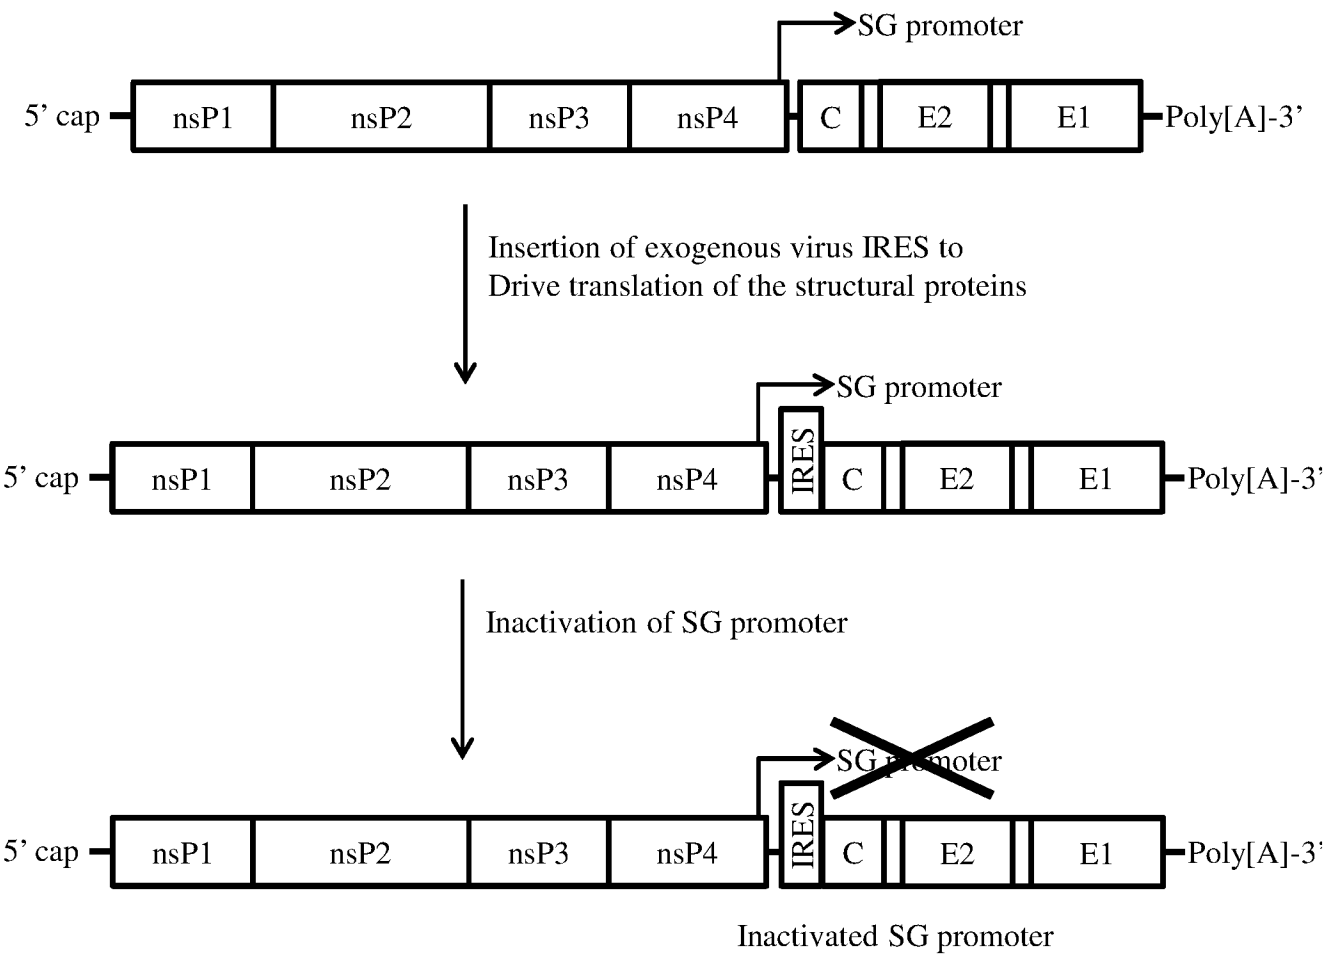 SG promoter
5’ cap nsP1 nsP2 nsP3 nsP4 C E2 E1 Poly[A]-3’
Insertion of exogenous virus IRES to
Drive translation of the structural proteins
SG promoter
5’ cap nsP1 nsP2 nsP3 nsP4 IRES C E2 E1 Poly[A]-3’
Inactivation of SG promoter
SG promoter
5’ cap nsP1 nsP2 nsP3 nsP4 IRES C E2 E1 Poly[A]-3’
Inactivated SG promoter